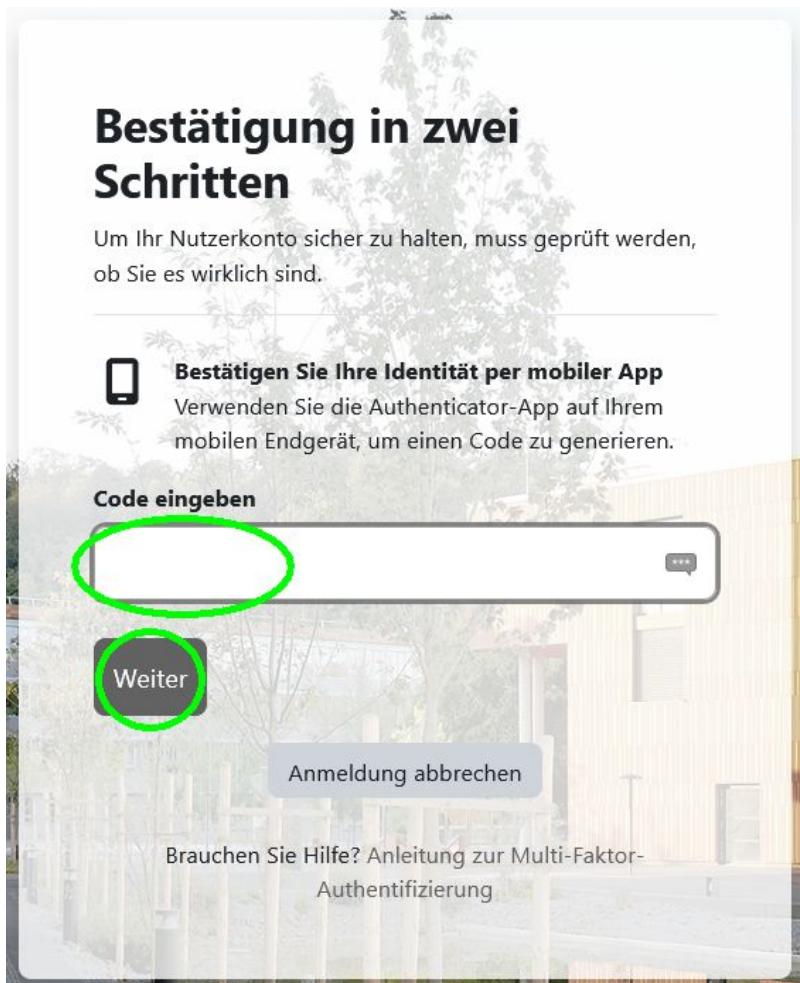 Bestätigung in zwei
Schritten
Um Ihr Nutzerkonto sicher zu halten, muss geprüft werden,
ob Sie es wirklich sind.
Bestätigen Sie Ihre Identität per mobiler App
Verwenden Sie die Authenticator-App auf Ihrem
mobilen Endgerät, um einen Code zu generieren.
Code eingeben
Weiter
Anmeldung abbrechen
Brauchen Sie Hilfe? Anleitung zur Multi-Faktor-
Authentifizierung